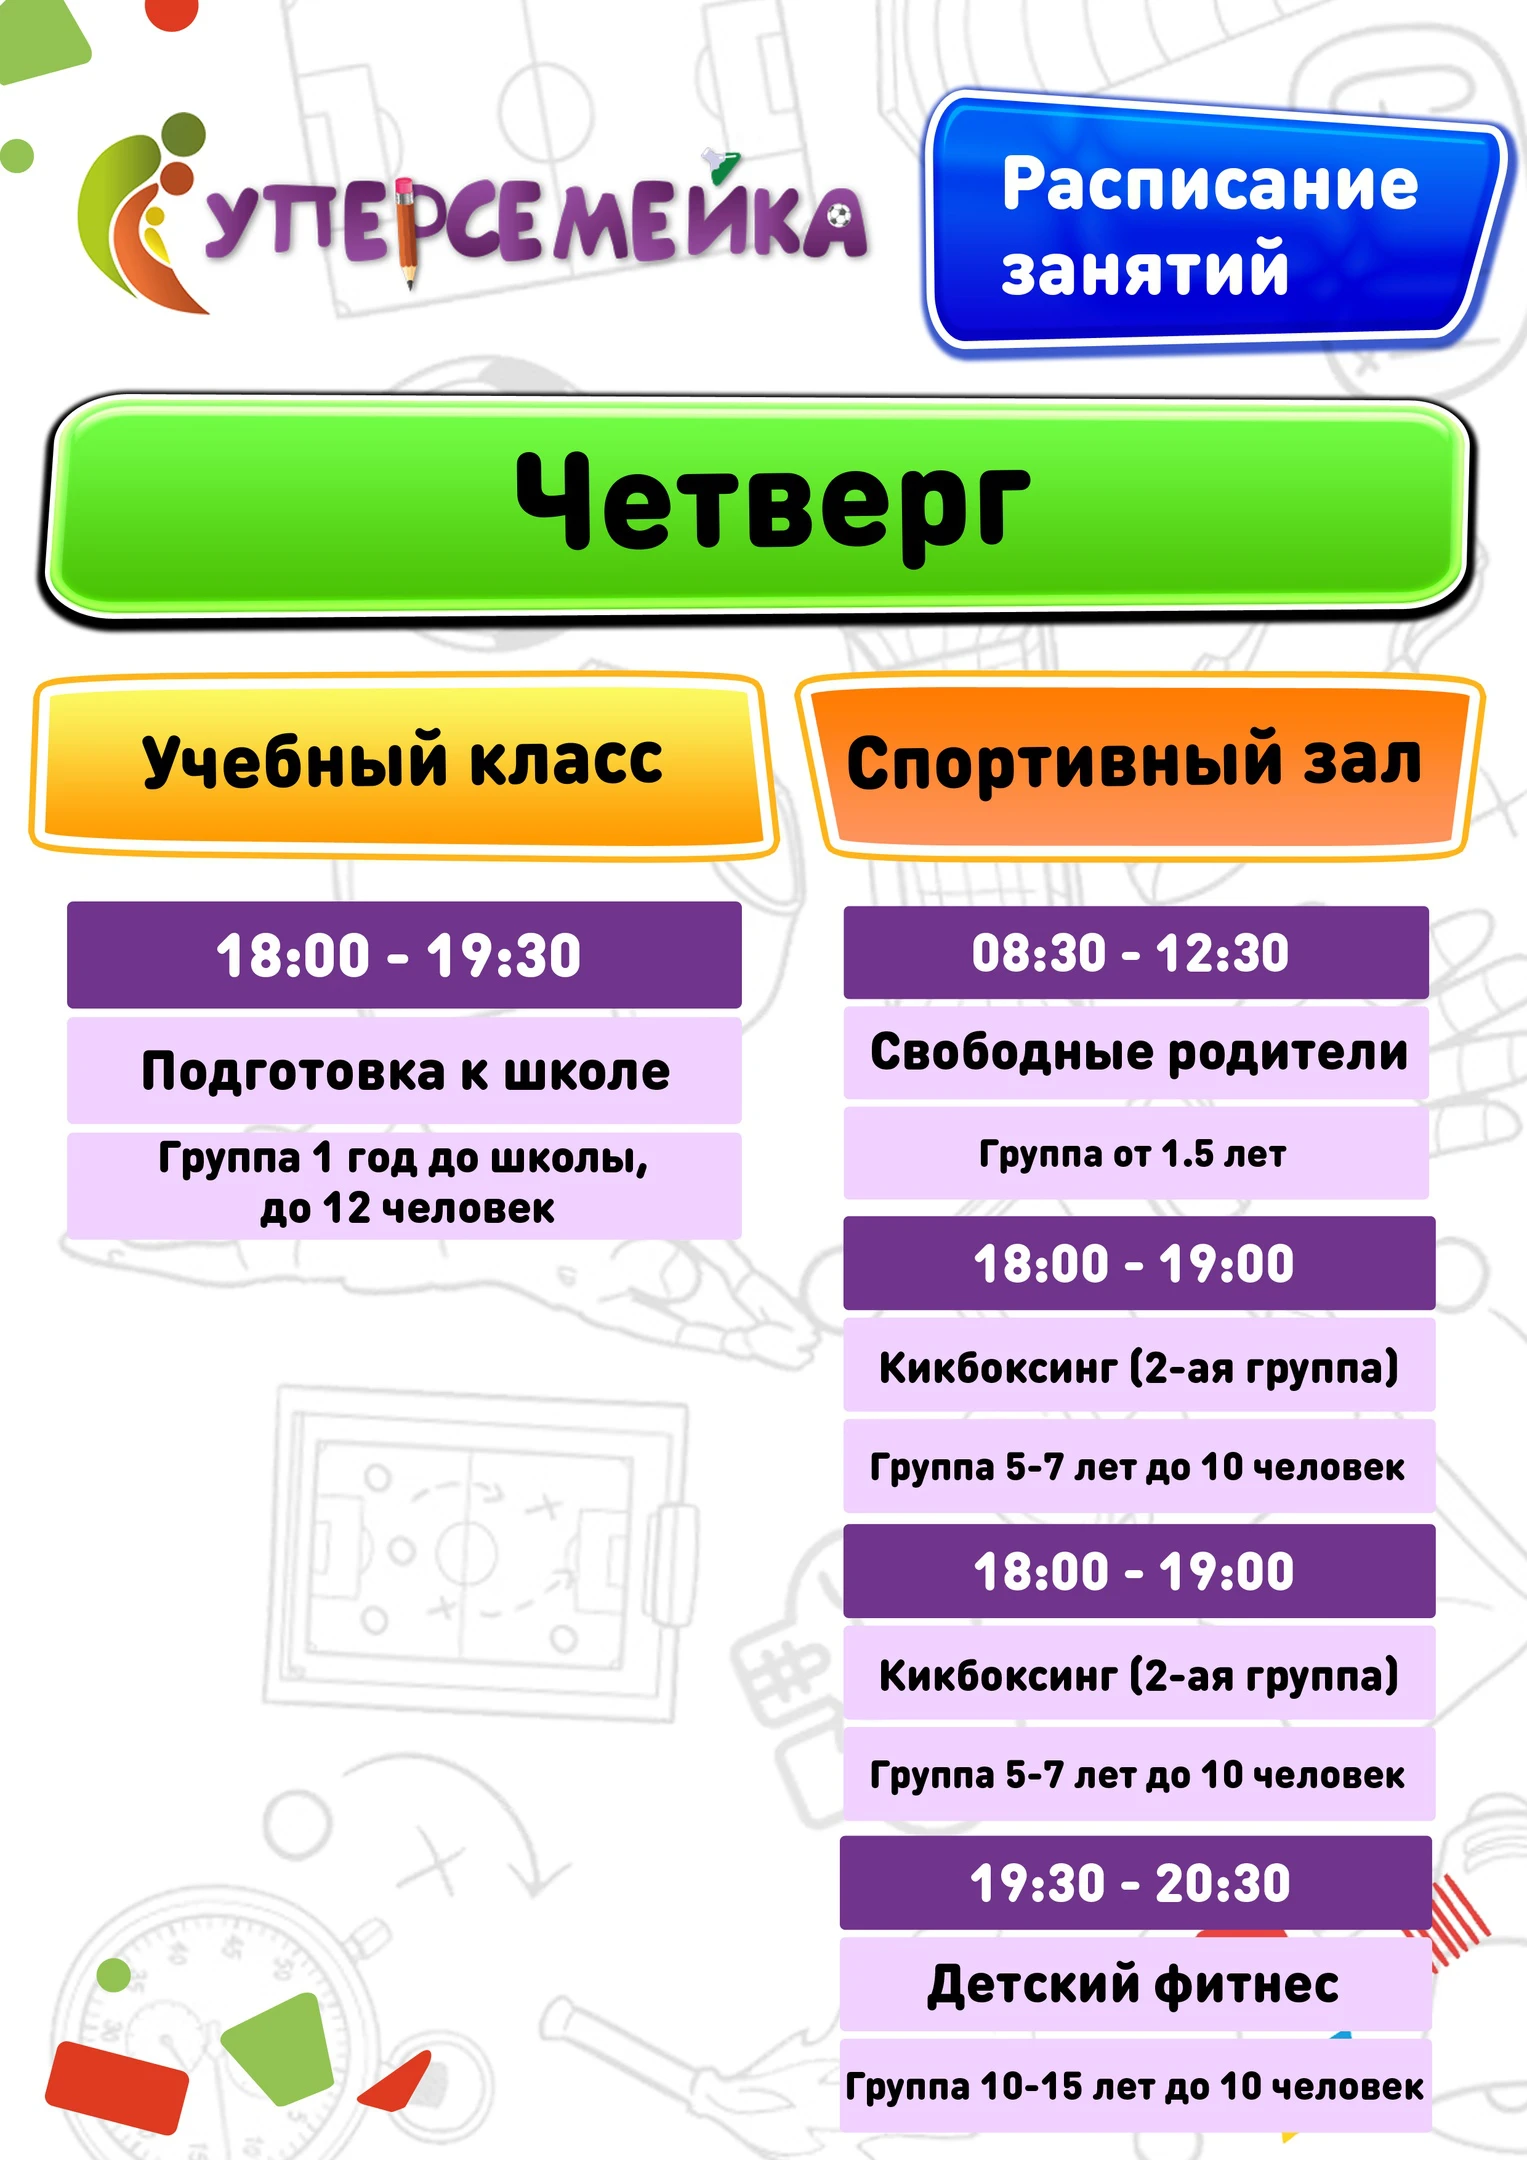 СУПЕРСЕМЕЙКА
Расписание
занятий
Четверг
Учебный класс
18:00 - 19:30
Подготовка к школе
Группа 1 год до школы,
до 12 человек
Спортивный зал
08:30 - 12:30
Свободные родители
Группа от 1.5 лет
18:00 - 19:00
Кикбоксинг (2-ая группа)
Группа 5-7 лет до 10 человек
18:00 - 19:00
Кикбоксинг (2-ая группа)
Группа 5-7 лет до 10 человек
19:30 - 20:30
Детский фитнес
Группа 10-15 лет до 10 человек